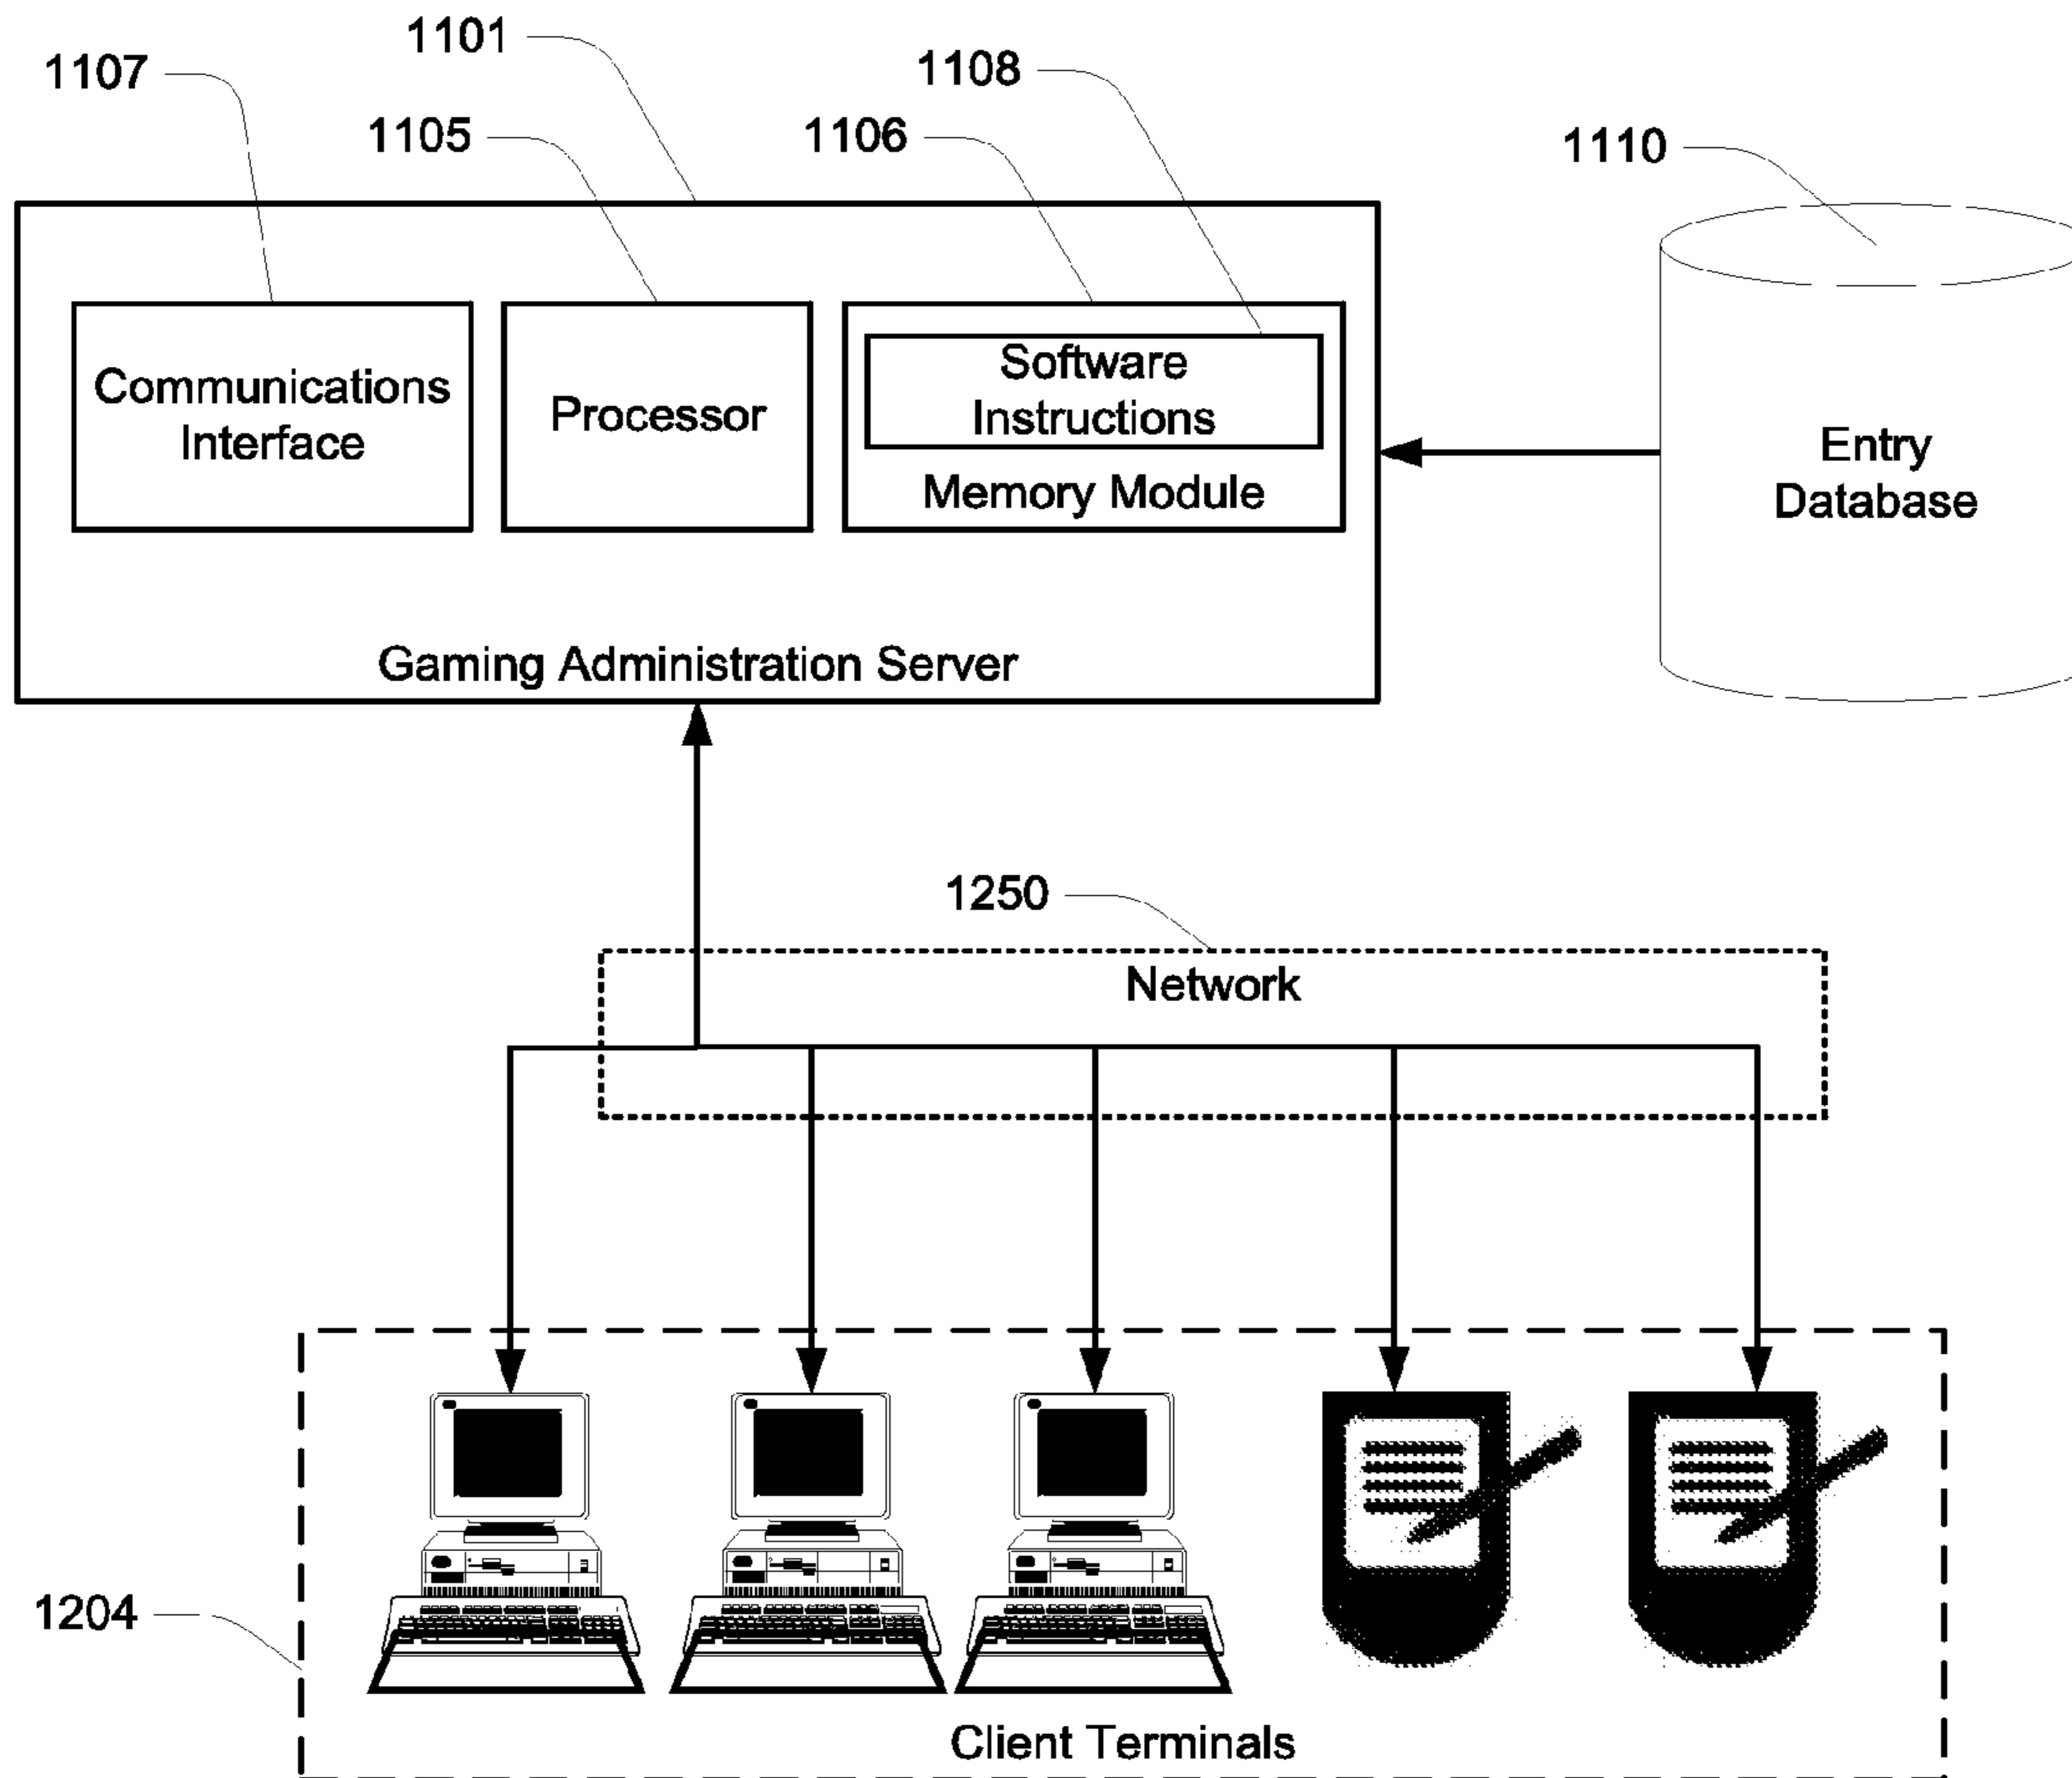 1101
1107
1108
1105
1106
1110
Communications
Interface
Processor
Software
Instructions
Memory Module
Entry
Database
Gaming Administration Server
1250
Network
1204
Client Terminals